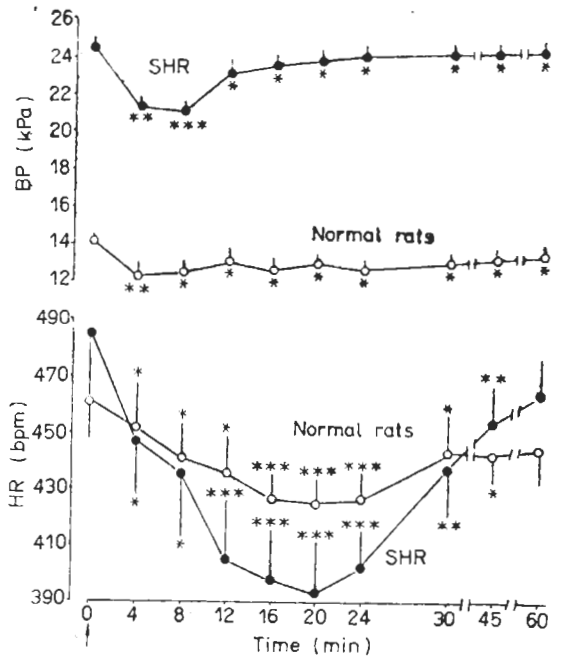 26
24
22
20
18
16
14
12
BP (kPa)
SHR
** ***
* * * * * * * *
Normal rats
** * * * * * * * * *
490
470
450
430
410
390
HR (bpm)
* * * * **
Normal rats
*** *** ***
***
*** *** ***
* * ** *
SHR
0 4 8 12 16 20 24 30 45 60
Time (min)